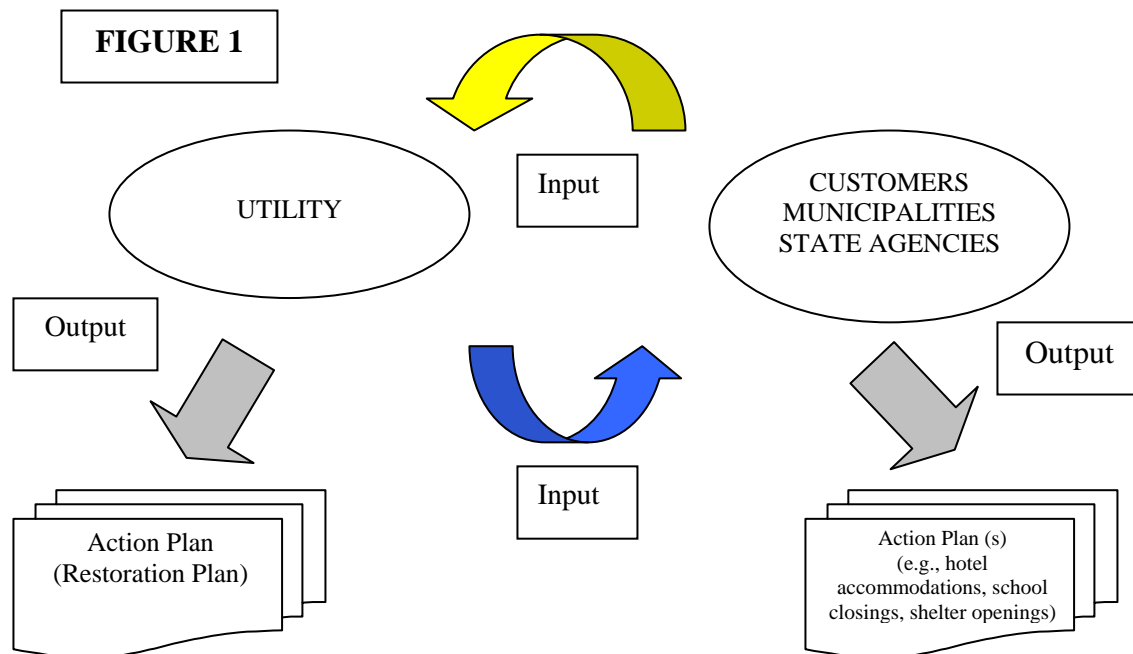 FIGURE 1
Input
UTILITY
CUSTOMERS
MUNICIPALITIES
STATE AGENCIES
Output
Output
Input
Action Plan
(Restoration Plan)
Action Plan (s)
(e.g., hotel
accommodations, school
closings, shelter openings)